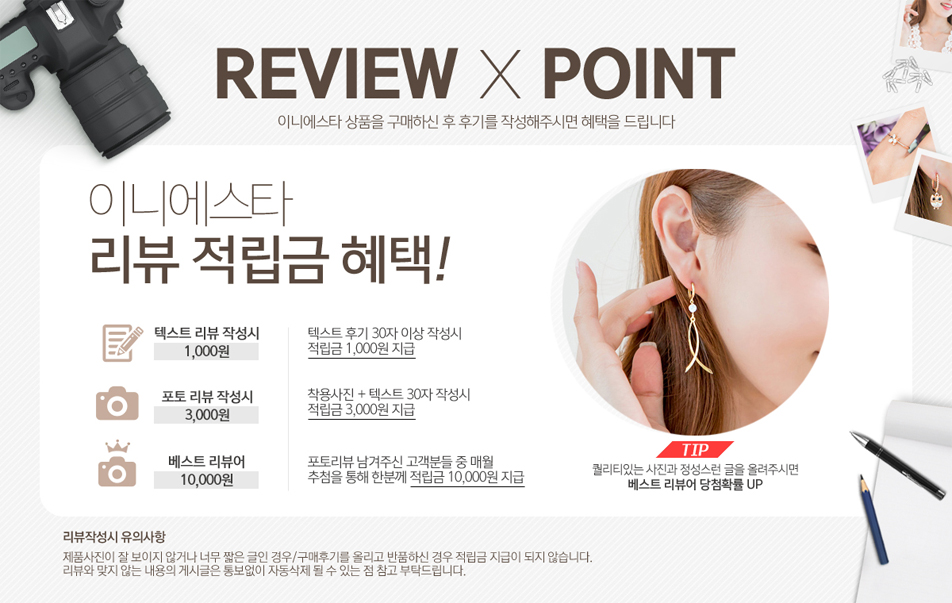 REVIEW X POINT
이니에스타 상품을 구매하신 후 후기를 작성해주시면 혜택을 드립니다
이니에스타
리뷰 적립금 혜택!
텍스트 리뷰 작성시
1,000원
텍스트 후기 30자 이상 작성시
적립금 1,000원 지급
포토 리뷰 작성시
3,000원
착용사진 + 텍스트 30자 작성시
적립금 3,000원 지급
베스트 리뷰어
10,000원
포토리뷰 남겨주신 고객분들 중 매월
추첨을 통해 한분께 적립금 10,000원 지급
TIP
퀄리티있는 사진과 정성스런 글을 올려주시면
베스트 리뷰어 당첨확률 UP
리뷰작성시 유의사항
제품사진이 잘 보이지 않거나 너무 짧은 글인 경우/구매후기를 올리고 반품하신 경우 적립금 지급이 되지 않습니다.
리뷰와 맞지 않는 내용의 게시글은 통보없이 자동삭제 될 수 있는 점 참고 부탁드립니다.